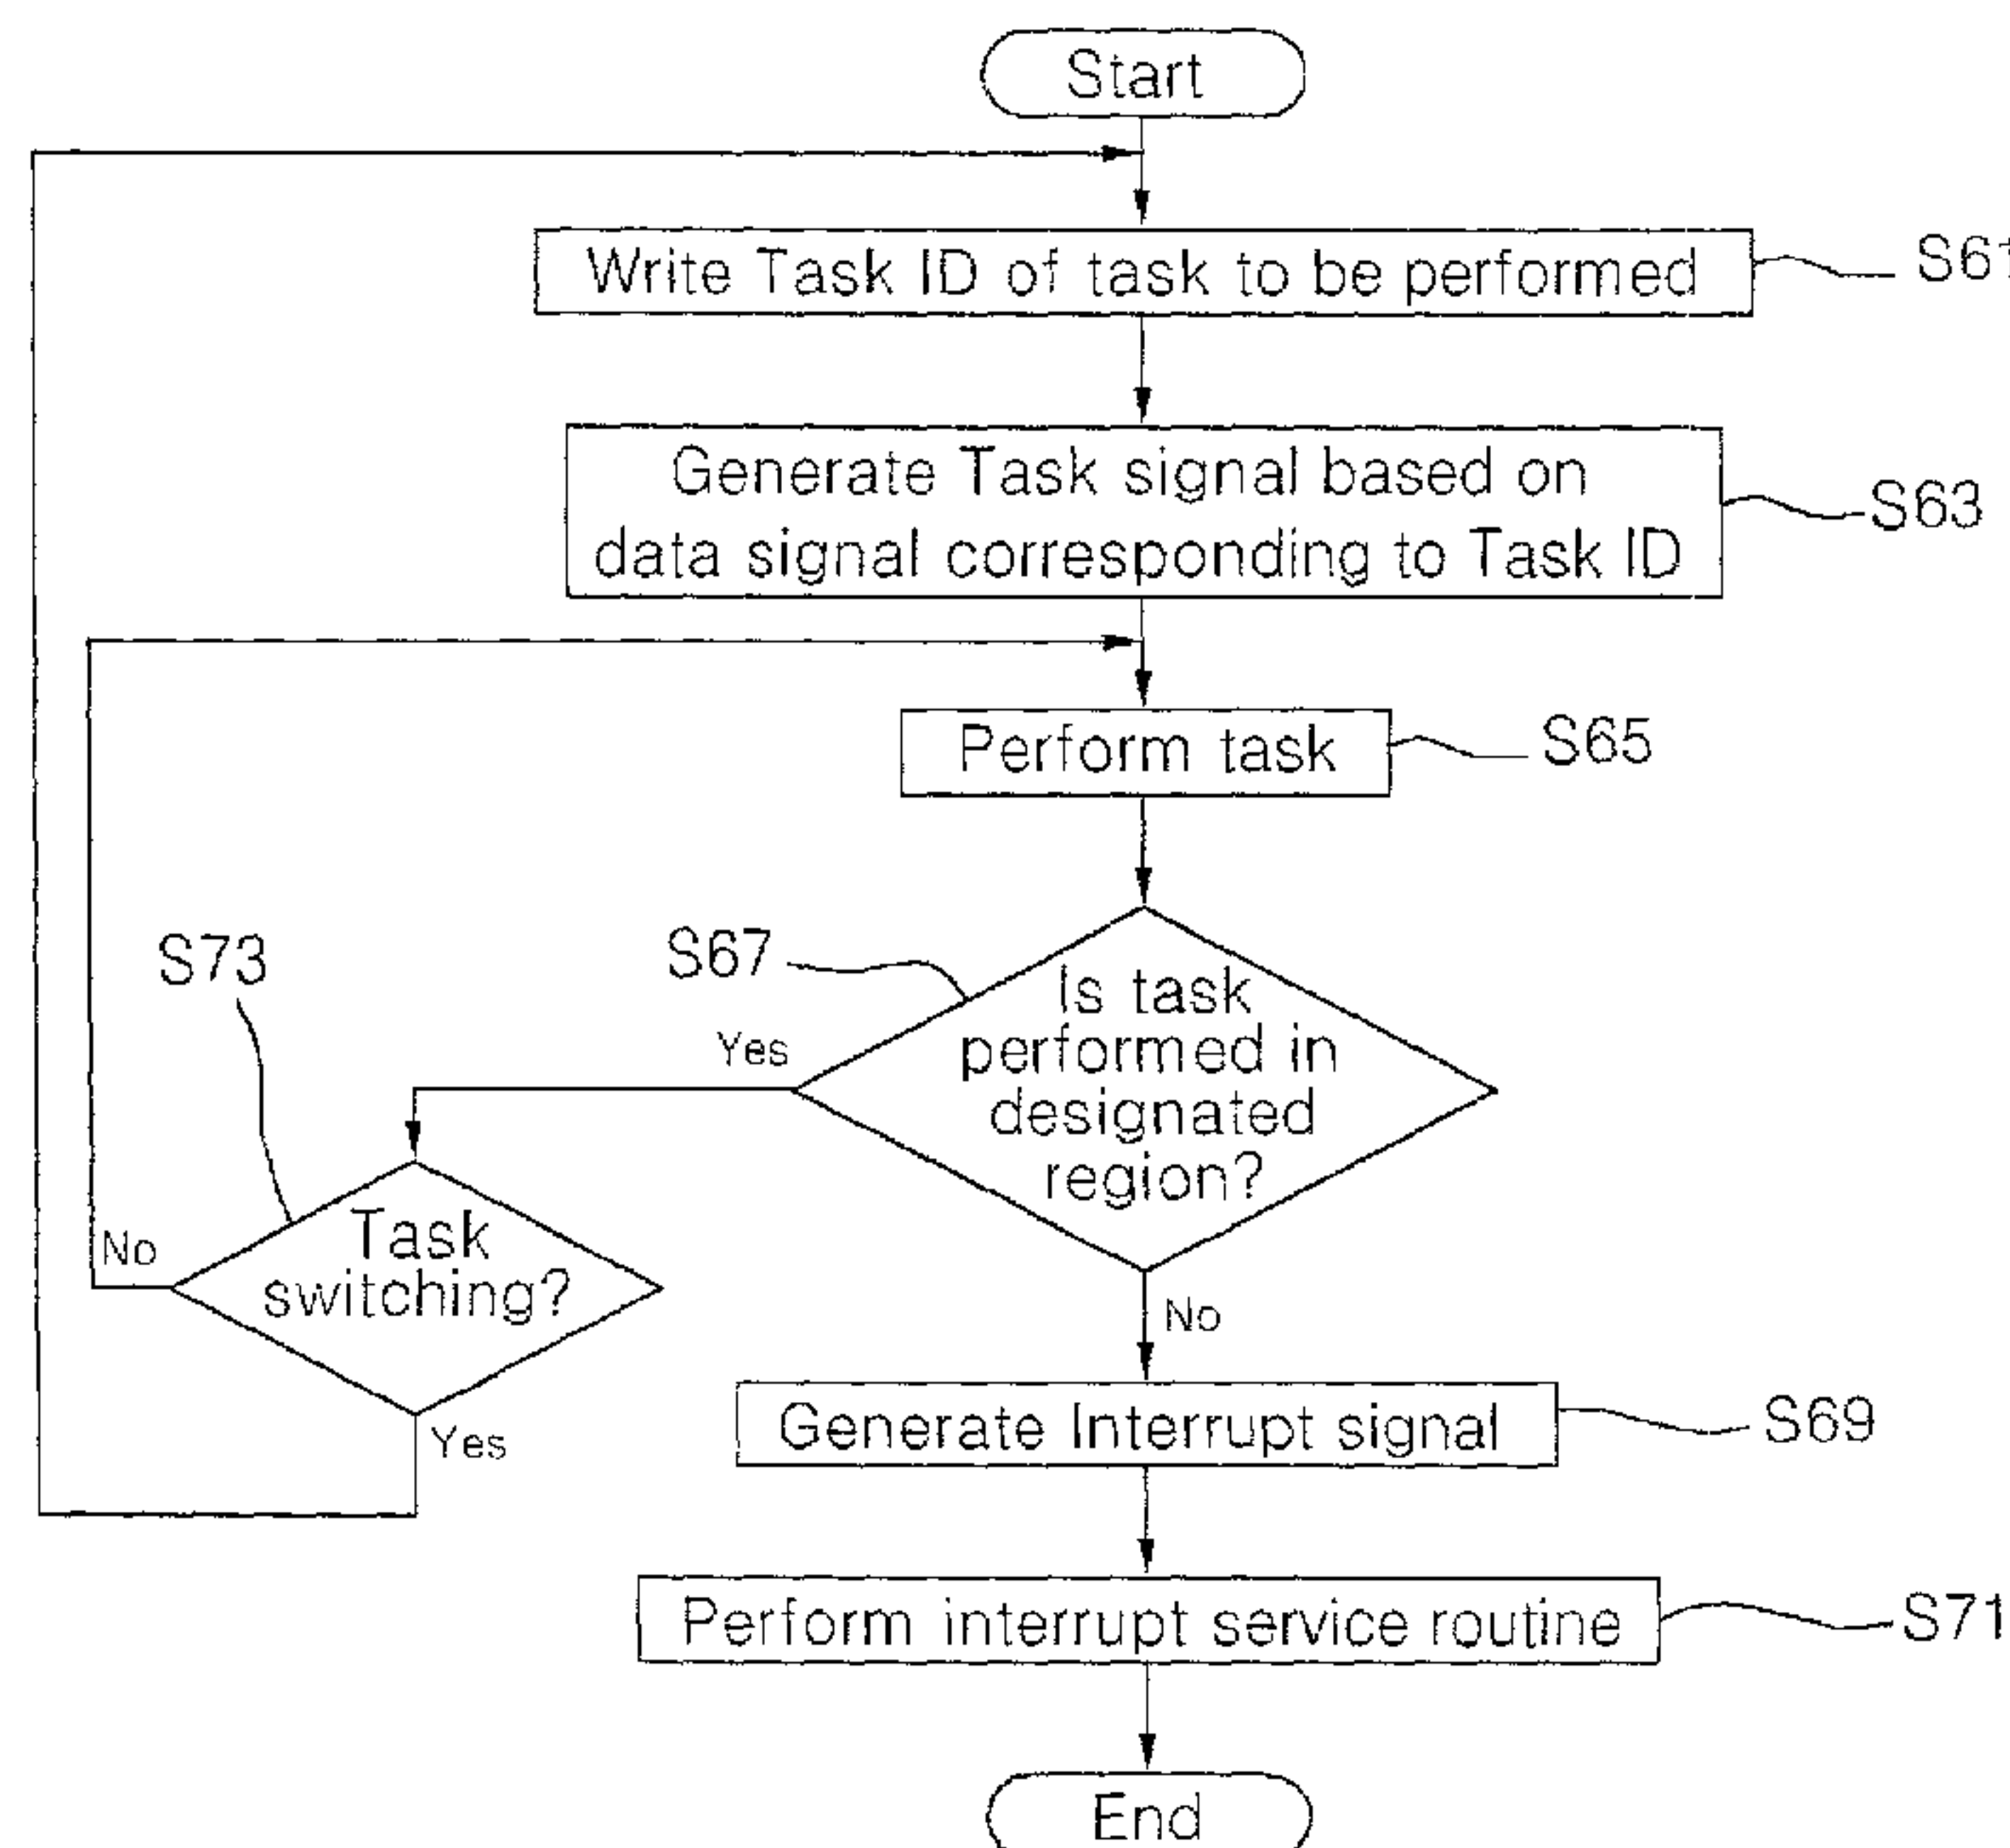 Start
Write Task ID of task to be performed
S61
Generate Task signal based on
data signal corresponding to Task ID
S63
Perform task
S65
S73
S67
Is task
performed in
designated
region?
Yes
No
Task
switching?
No
Yes
Generate Interrupt signal
S69
Perform interrupt service routine
S71
End